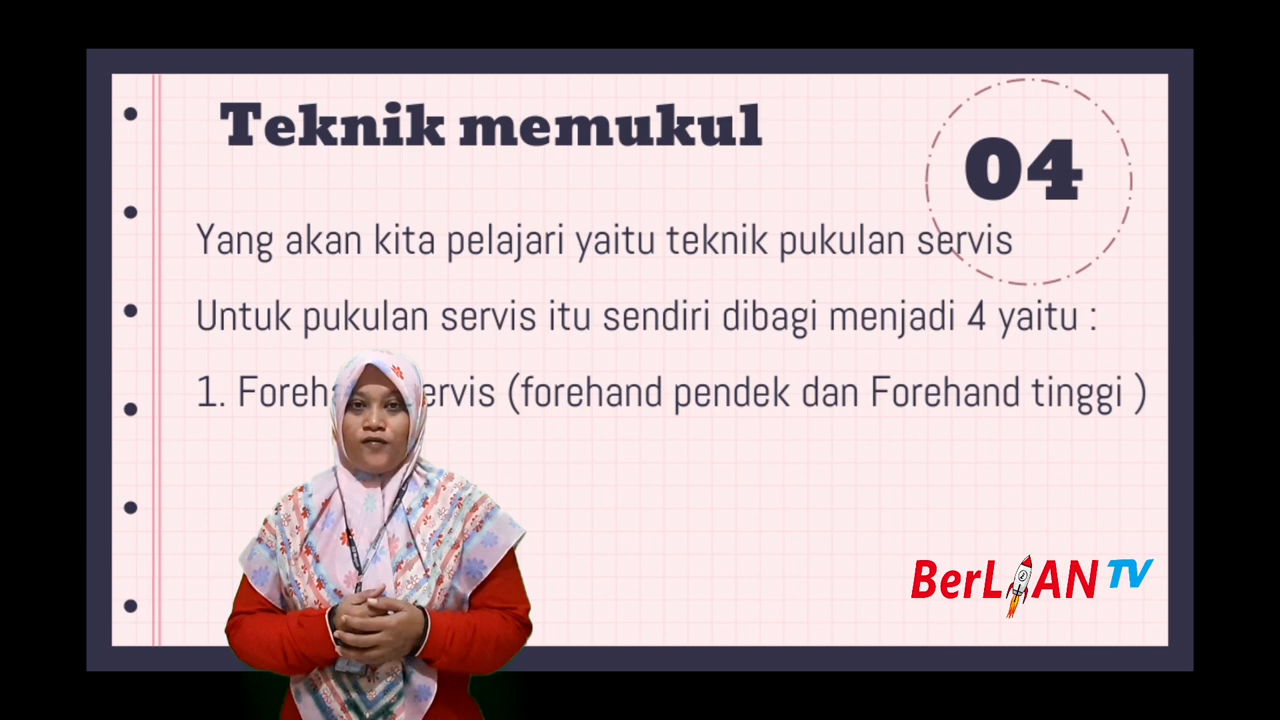 Teknik memukul
04
Yang akan kita pelajari yaitu teknik pukulan servis
Untuk pukulan servis itu sendiri dibagi menjadi 4 yaitu :
1. Foreha ervis (forehand pendek dan Forehand tinggi )
BerLIAN TV